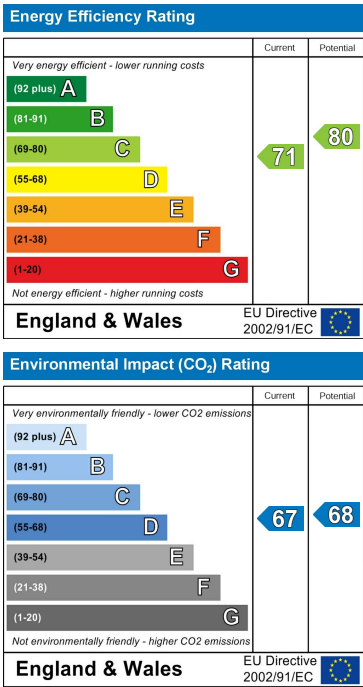 Energy Efficiency Rating
Current Potential
Very energy efficient - lower running costs
(92 plus) A
(81-91) B
(69-80) C
(55-68) D
(39-54) E
(21-38) F
(1-20) G
71
80
Not energy efficient - higher running costs
England & Wales
EU Directive
2002/91/EC
Environmental Impact (CO₂) Rating
Current Potential
Very environmentally friendly - lower CO2 emissions
(92 plus) A
(81-91) B
(69-80) C
(55-68) D
(39-54) E
(21-38) F
(1-20) G
67
68
Not environmentally friendly - higher CO2 emissions
England & Wales
EU Directive
2002/91/EC